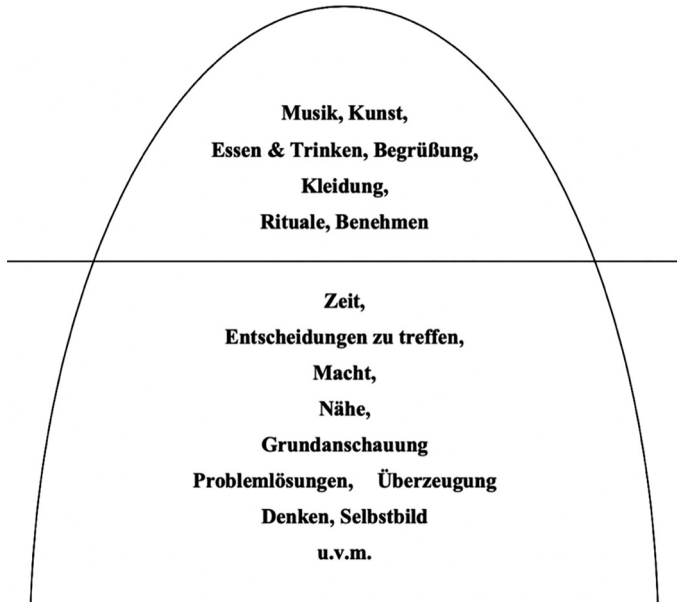 Musik, Kunst,
Essen & Trinken, Begrüßung,
Kleidung,
Rituale, Benehmen
Zeit,
Entscheidungen zu treffen,
Macht,
Nähe,
Grundanschauung
Problemlösungen, Überzeugung
Denken, Selbstbild
u.v.m.